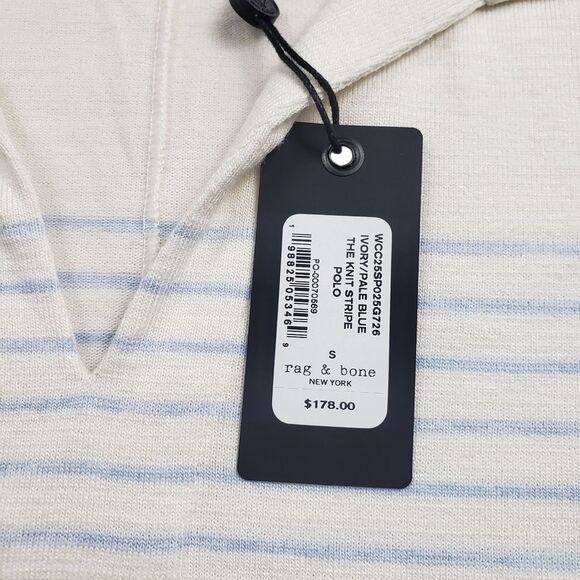 WCC25SP025G726
IVORY/PALE BLUE
THE KNIT STRIPE
POLO
PO-00070569
1 98825 05346 9
S
rag & bone
NEW YORK
$178.00